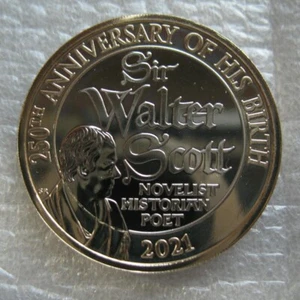 250TH ANNIVERSARY OF HIS BIRTH
Sir
Walter
Scott
NOVELIST
HISTORIAN
POET
2021